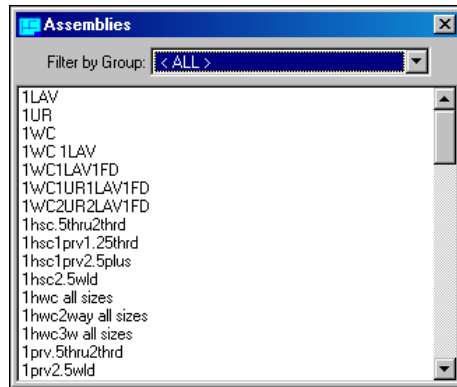 Assemblies
Filter by Group: < ALL >
1LAV
1UR
1WC
1WC 1LAV
1WC1LAV1FD
1WC1UR1LAV1FD
1WC2UR2LAV1FD
1hsc.5thru2thrd
1hsc1prv1.25thrd
1hsc1prv2.5plus
1hsc2.5wld
1hwc all sizes
1hwc2way all sizes
1hwc3w all sizes
1prv.5thru2thrd
1prv2.5wld